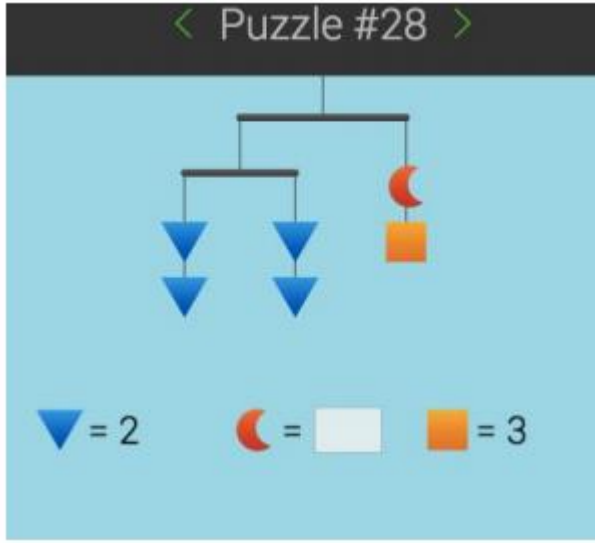 < Puzzle #28 >
= 2 = = 3